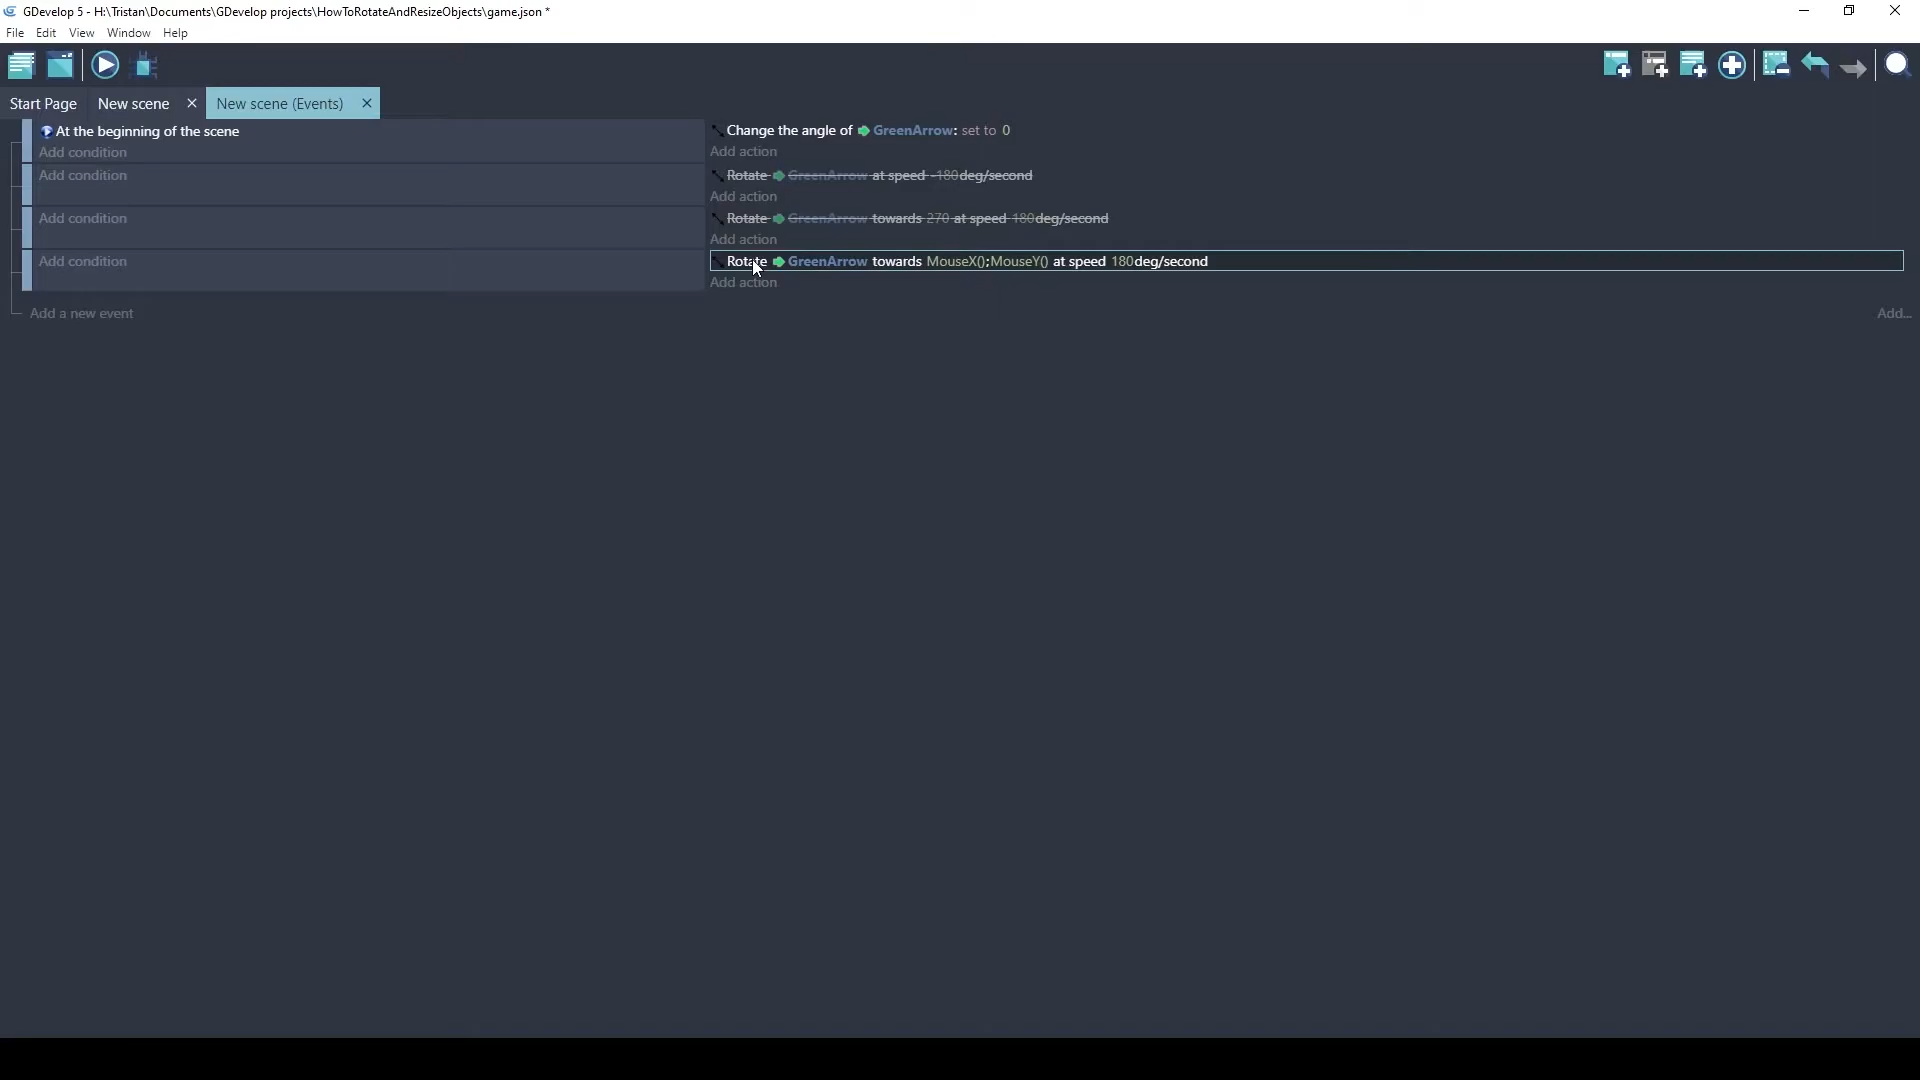 GDevelop 5 - H:\Tristan\Documents\GDevelop projects\HowToRotateAndResizeObjects\game.json *
File Edit View Window Help
Start Page New scene New scene (Events)
At the beginning of the scene
Change the angle of GreenArrow: set to 0
Add condition
Add action
Add condition
Rotate GreenArrow at speed -180deg/second
Add action
Add condition
Rotate GreenArrow towards 270 at speed 180deg/second
Add action
Add condition
Rotate GreenArrow towards MouseX();MouseY() at speed 180deg/second
Add action
Add a new event Add...